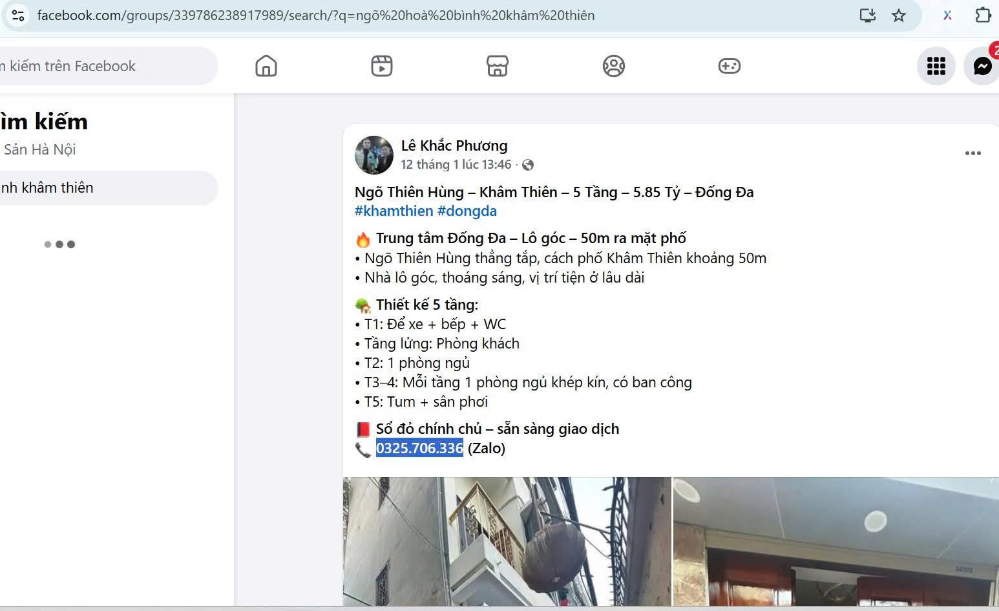 facebook.com/groups/339786238917989/search/?q=ngõ%20hoà%20bình%20khâm%20thiên
kiếm trên Facebook
2
ìm kiếm
Sản Hà Nội
nh khâm thiên
Lê Khắc Phương
12 tháng 1 lúc 13:46 ·
Ngõ Thiên Hùng – Khâm Thiên – 5 Tầng – 5.85 Tỷ – Đống Đa
#khamthien #dongda
🔥 Trung tâm Đống Đa – Lô góc – 50m ra mặt phố
• Ngõ Thiên Hùng thẳng tắp, cách phố Khâm Thiên khoảng 50m
• Nhà lô góc, thoáng sáng, vị trí tiện ở lâu dài
🏡 Thiết kế 5 tầng:
• T1: Để xe + bếp + WC
• Tầng lửng: Phòng khách
• T2: 1 phòng ngủ
• T3–4: Mỗi tầng 1 phòng ngủ khép kín, có ban công
• T5: Tum + sân phơi
📕 Sổ đỏ chính chủ – sẵn sàng giao dịch
📞 0325.706.336 (Zalo)